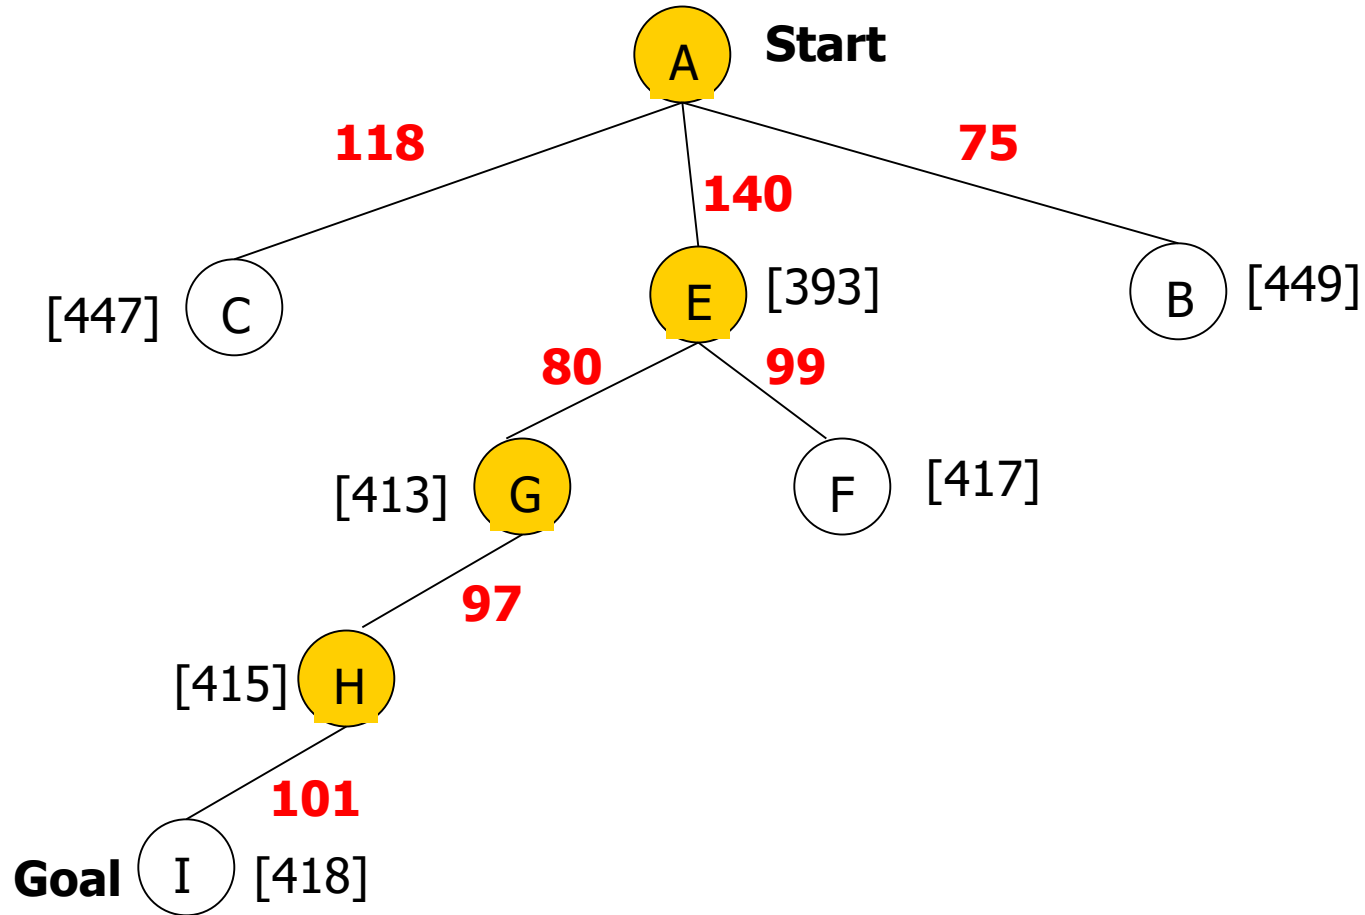 A Start
118
75
140
[447] C
E [393]
B [449]
80
99
[413] G
F [417]
97
[415] H
101
Goal I [418]